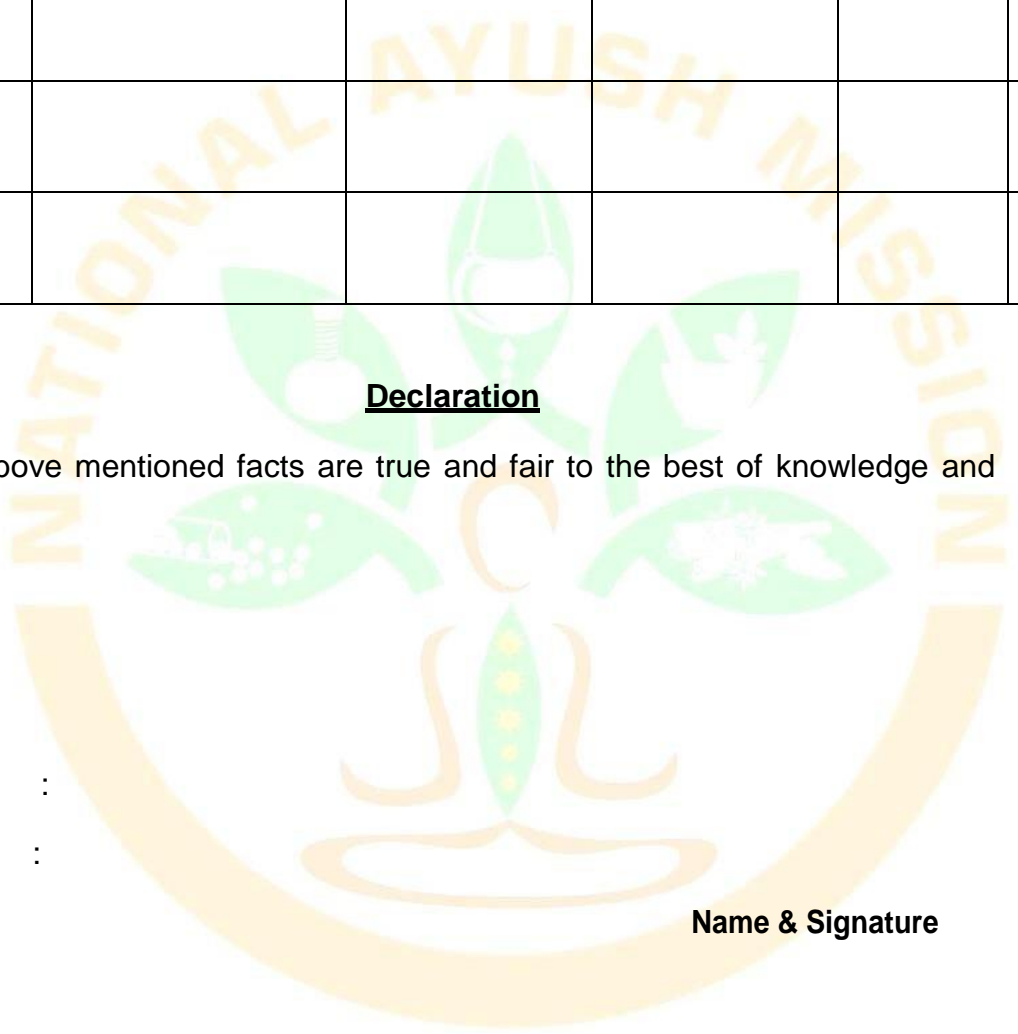 NATIONAL AYUSH MISSION
Declaration
bove mentioned facts are true and fair to the best of knowledge and
:
:
Name & Signature